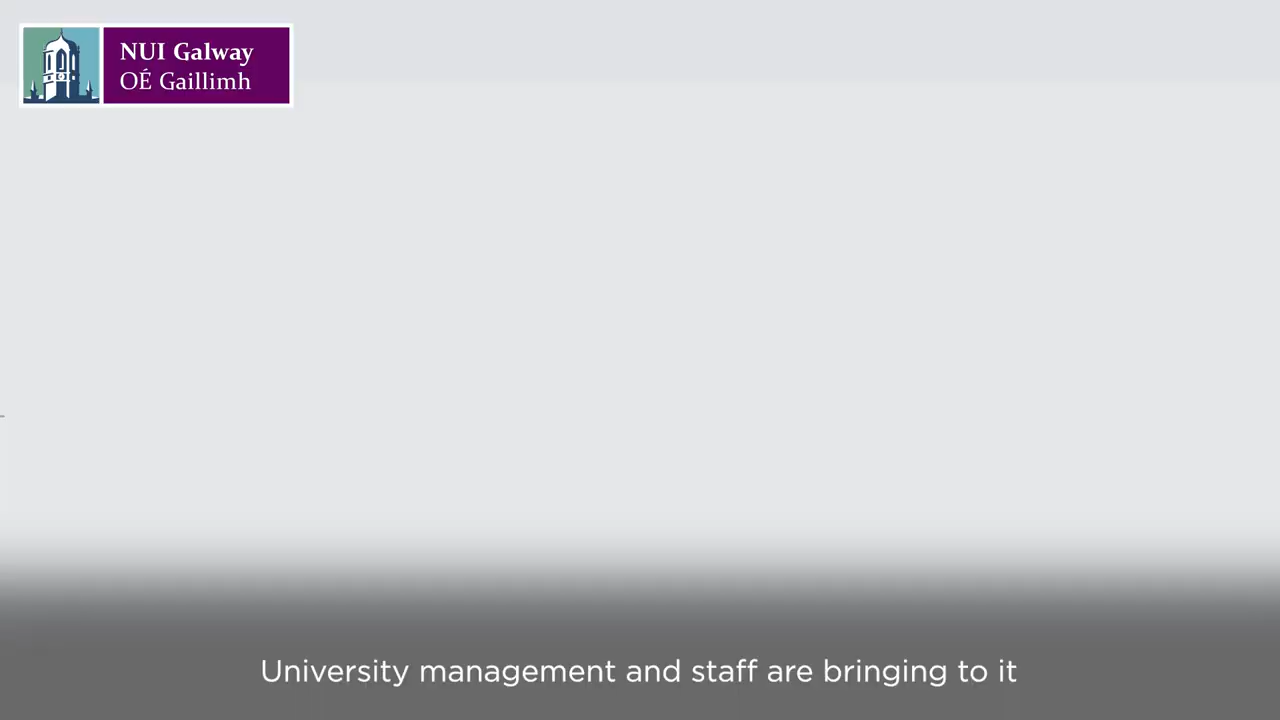 NUI Galway
OÉ Gaillimh
University management and staff are bringing to it